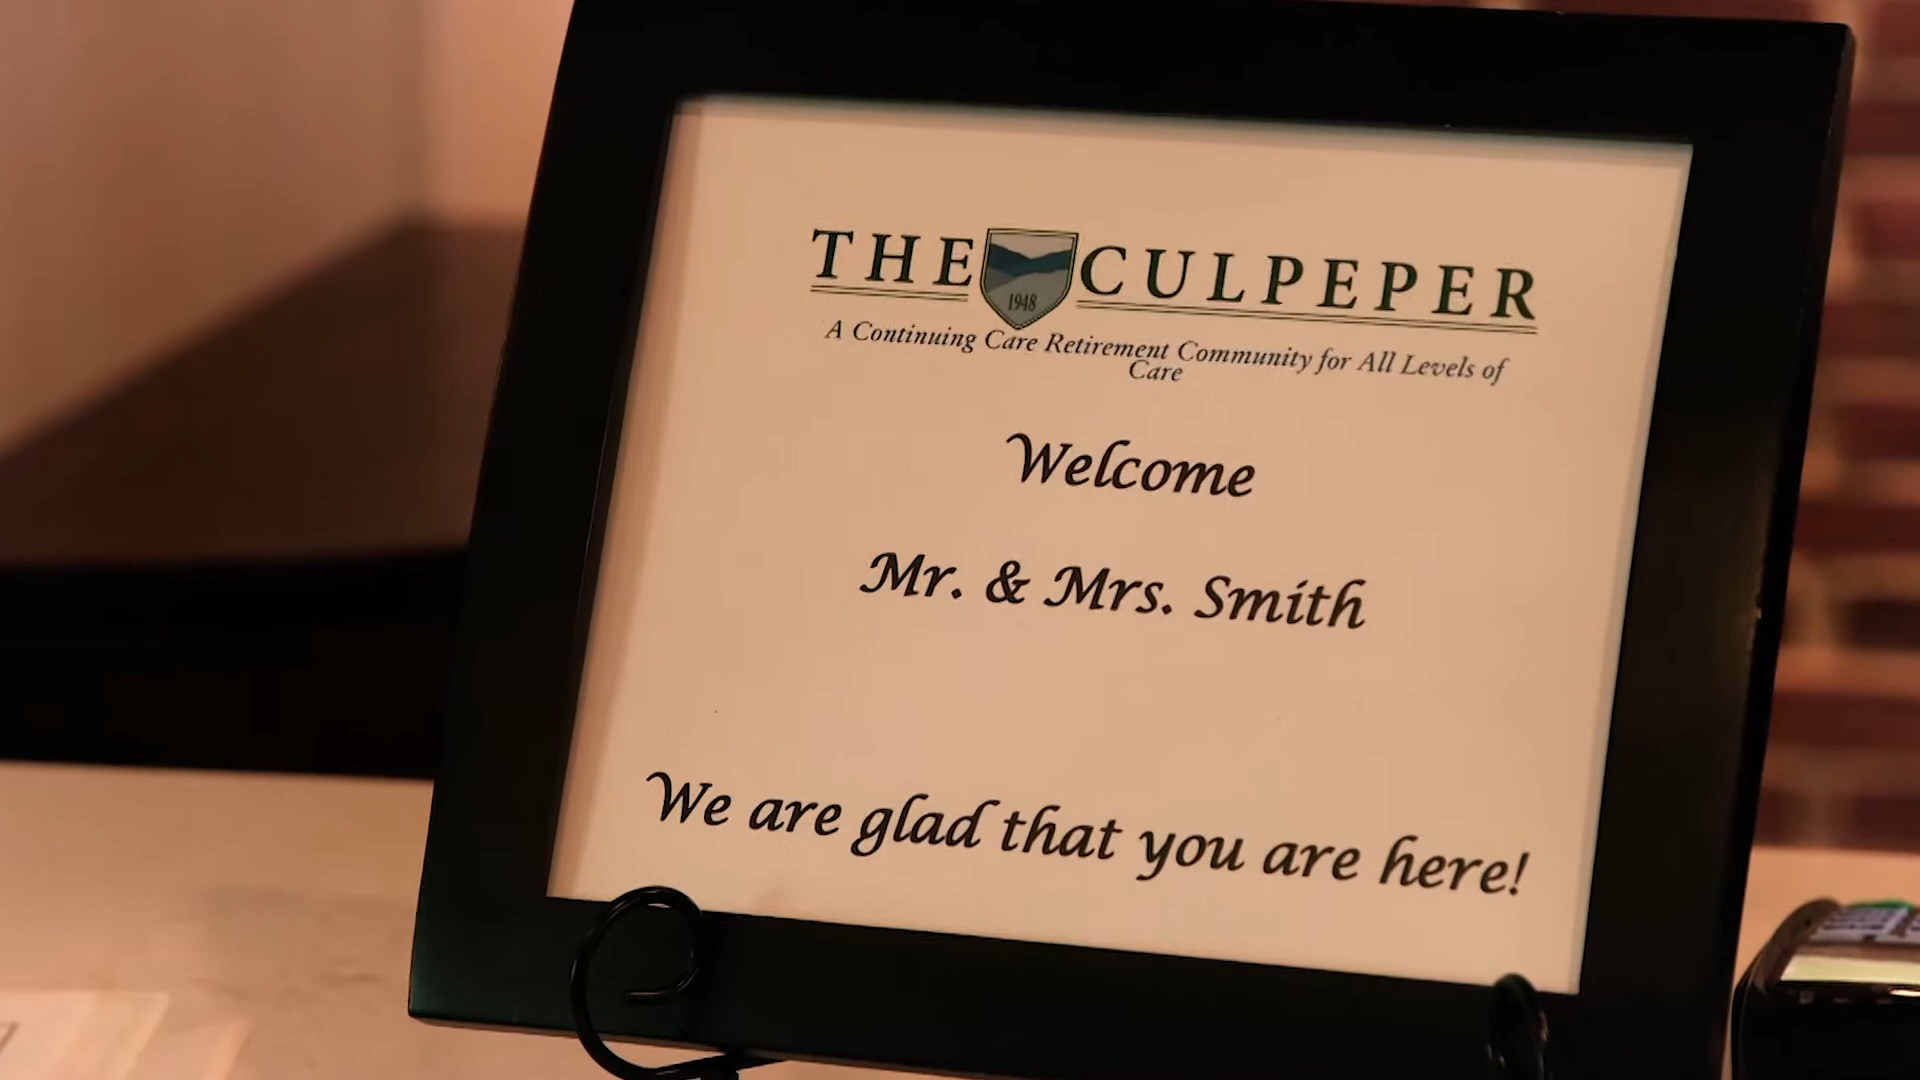 THE CULPEPER
1948
A Continuing Care Retirement Community for All Levels of
Care
Welcome
Mr. & Mrs. Smith
We are glad that you are here!